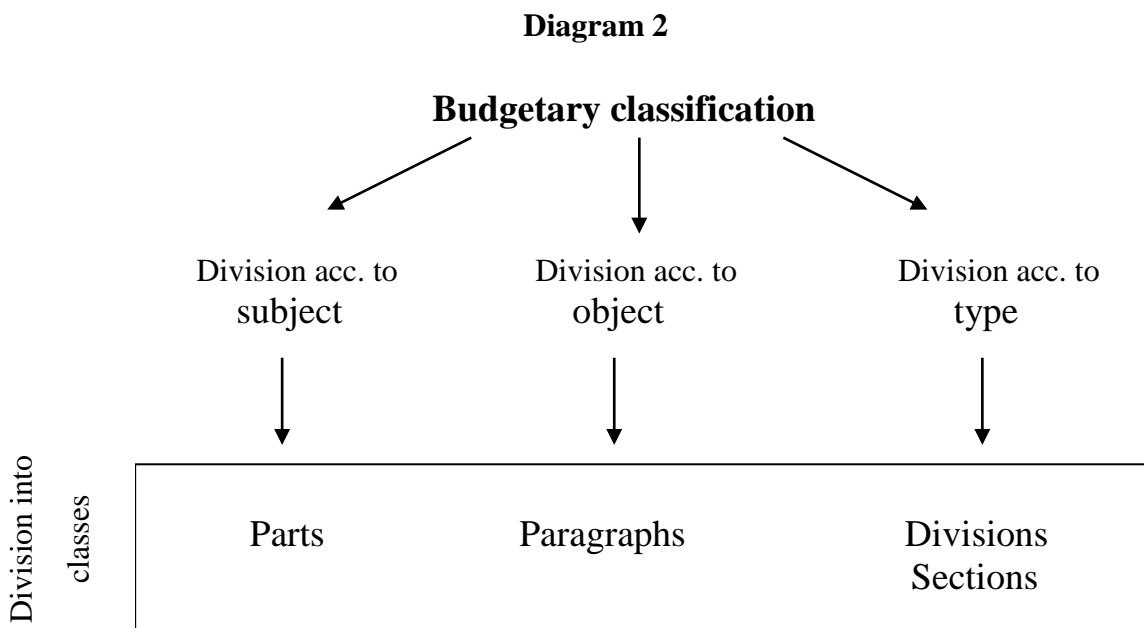 Diagram 2
Budgetary classification
Division acc. to
subject
Division acc. to
object
Division acc. to
type
Division into
classes
Parts
Paragraphs
Divisions
Sections